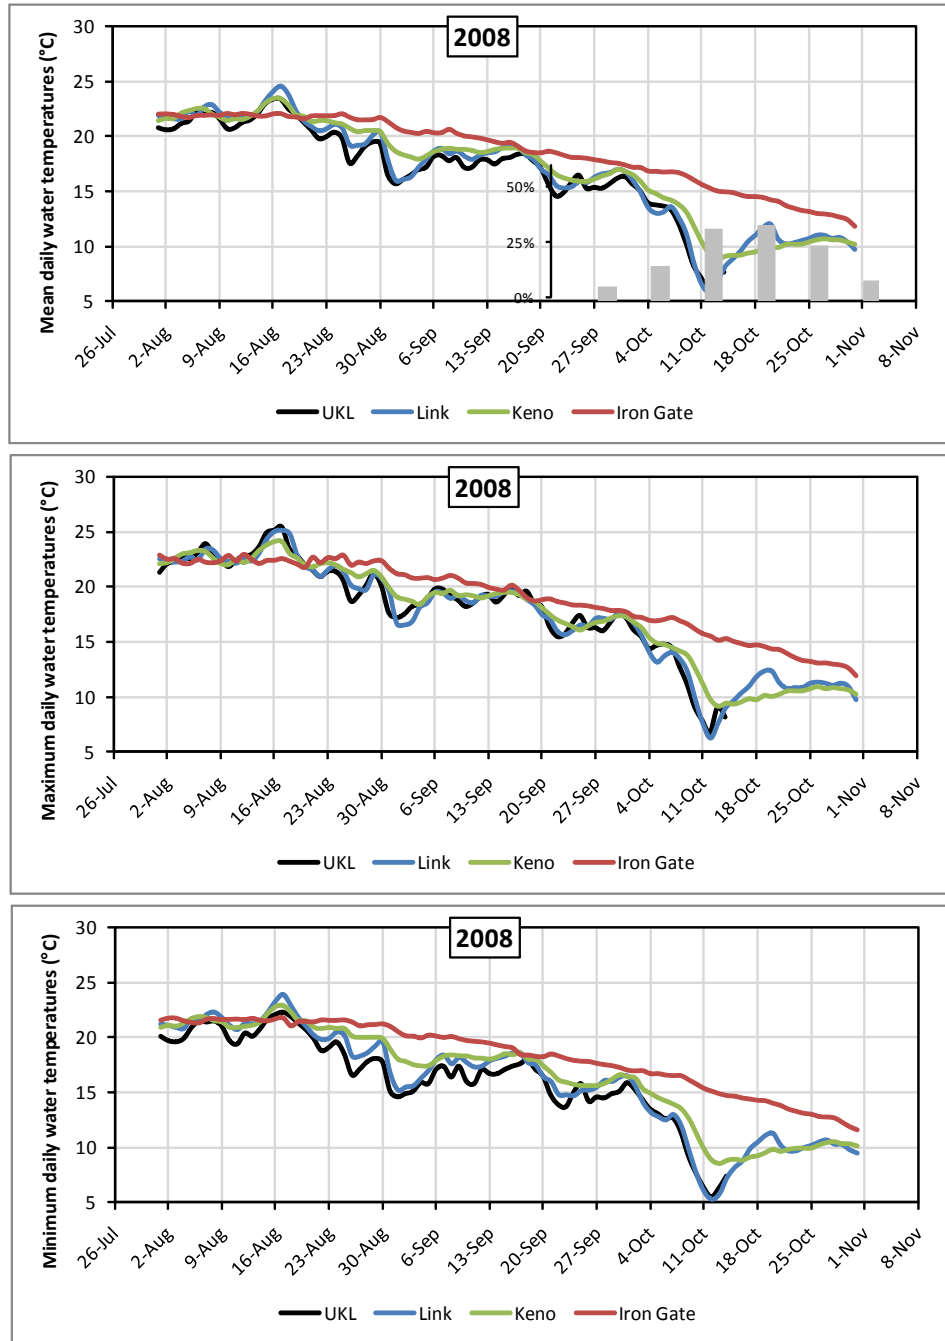 2008
Mean daily water temperatures (°C)
30
25
20
15
10
5
50%
25%
0%
26-Jul 2-Aug 9-Aug 16-Aug 23-Aug 30-Aug 6-Sep 13-Sep 20-Sep 27-Sep 4-Oct 11-Oct 18-Oct 25-Oct 1-Nov 8-Nov
UKL Link Keno Iron Gate
2008
Maximum daily water temperatures (°C)
30
25
20
15
10
5
26-Jul 2-Aug 9-Aug 16-Aug 23-Aug 30-Aug 6-Sep 13-Sep 20-Sep 27-Sep 4-Oct 11-Oct 18-Oct 25-Oct 1-Nov 8-Nov
UKL Link Keno Iron Gate
2008
Minimum daily water temperatures (°C)
30
25
20
15
10
5
26-Jul 2-Aug 9-Aug 16-Aug 23-Aug 30-Aug 6-Sep 13-Sep 20-Sep 27-Sep 4-Oct 11-Oct 18-Oct 25-Oct 1-Nov 8-Nov
UKL Link Keno Iron Gate